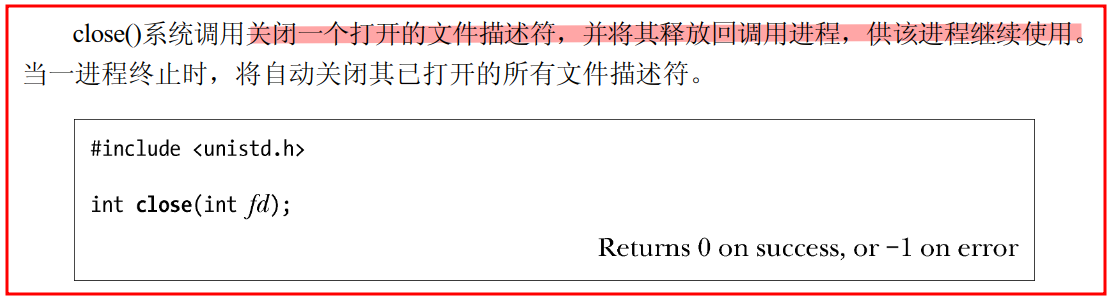 close()系统调用关闭一个打开的文件描述符，并将其释放回调用进程，供该进程继续使用。
当一进程终止时，将自动关闭其已打开的所有文件描述符。
#include <unistd.h>
int close(int fd);
Returns 0 on success, or −1 on error